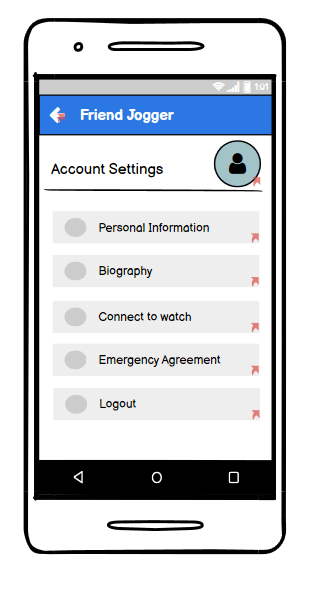 1:01
Friend Jogger
Account Settings
Personal Information
Biography
Connect to watch
Emergency Agreement
Logout